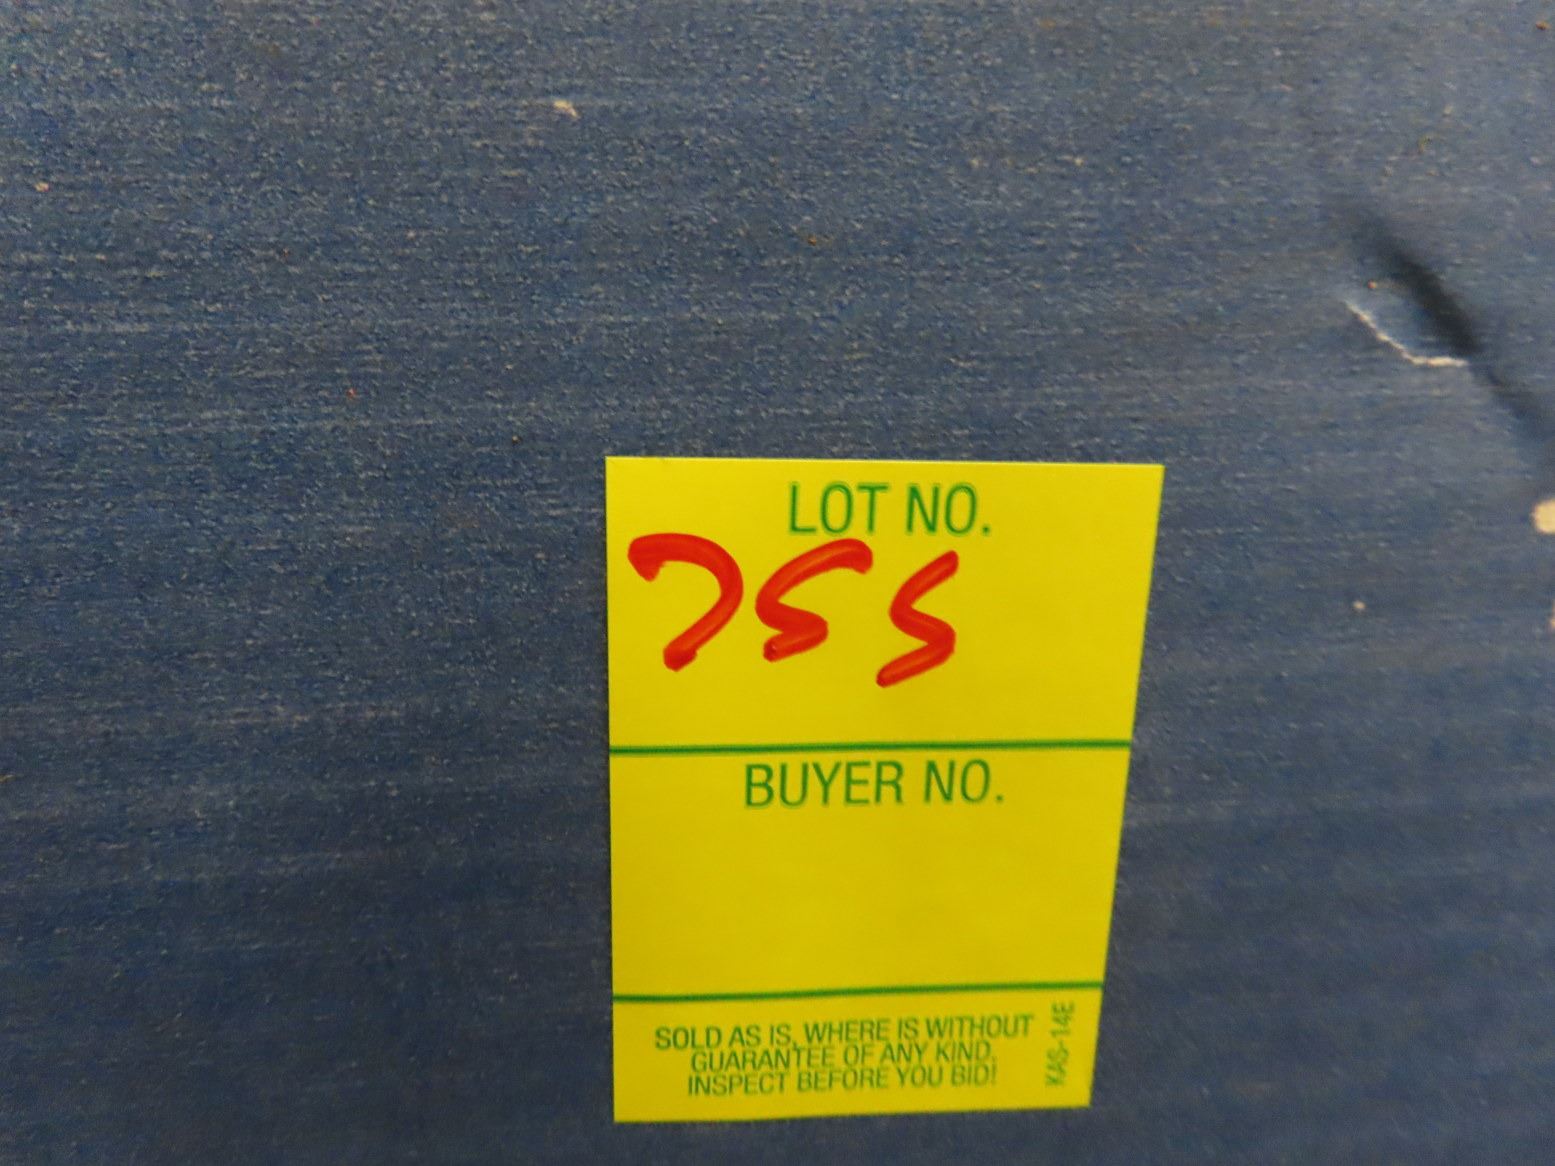 LOT NO.
755
BUYER NO.
SOLD AS IS, WHERE IS WITHOUT
GUARANTEE OF ANY KIND,
INSPECT BEFORE YOU BID!
KAS-14E